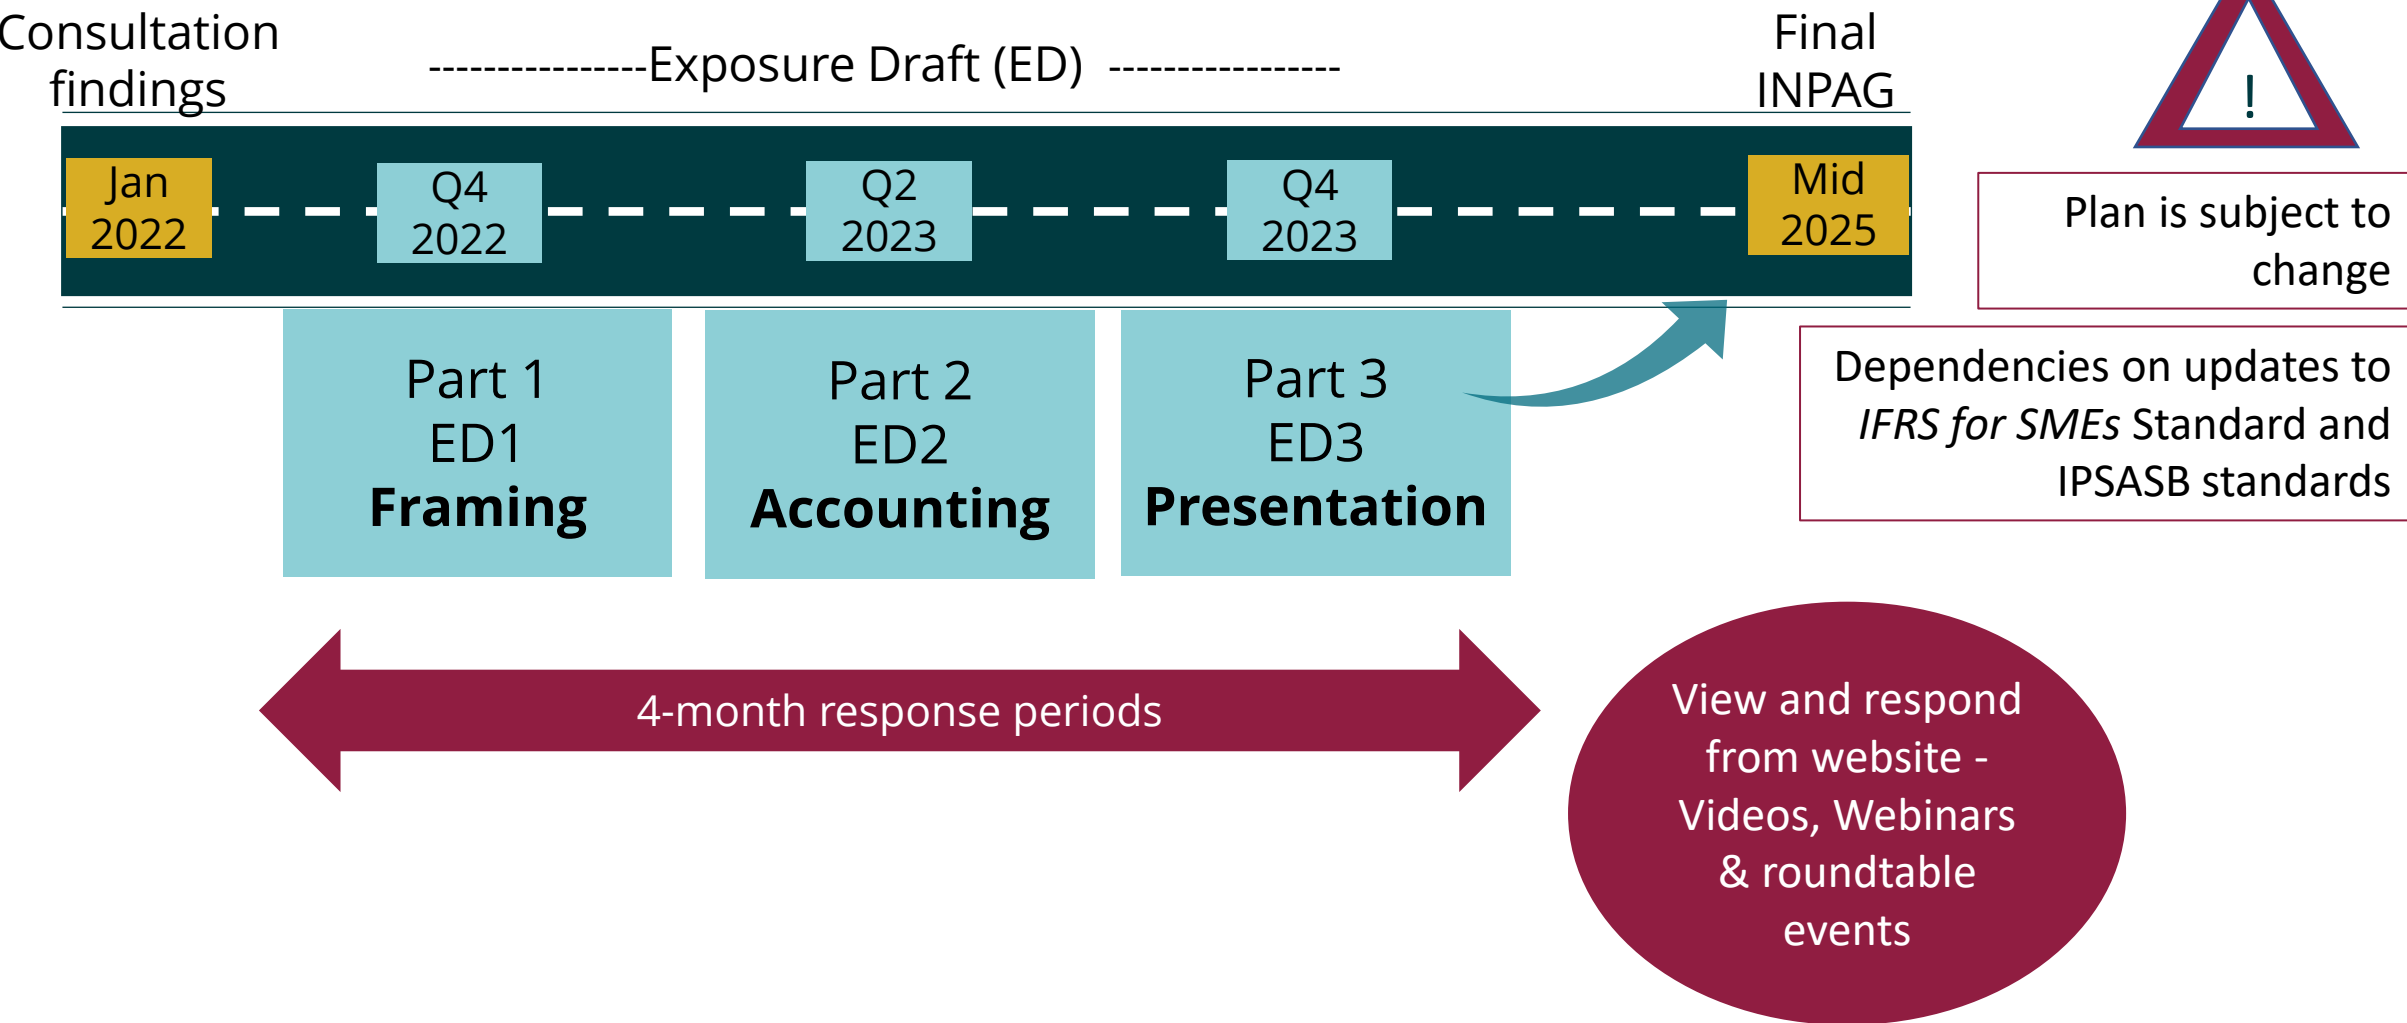 Consultation
findings
---------------Exposure Draft (ED) ----------------
Final
INPAG
!
Jan
2022
Q4
2022
Q2
2023
Q4
2023
Mid
2025
Plan is subject to
change
Dependencies on updates to
IFRS for SMEs Standard and
IPSASB standards
Part 1
ED1
Framing
Part 2
ED2
Accounting
Part 3
ED3
Presentation
4-month response periods
View and respond
from website -
Videos, Webinars
& roundtable
events